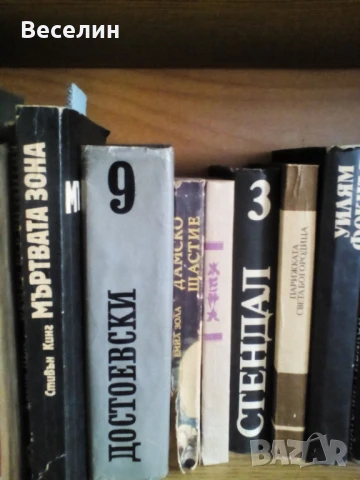 Веселин
Стивън Кинг МЪРТВАТА ЗОНА
9
ДОСТОЕВСКИ
ЕМИЛ ЗОЛА
ДАМСКО
ЩАСТИЕ
3
СТЕНДАЛ
ПАРИЖКАТА
СВЕТА БОГОРОДИЦА
УИЛЯМ
BAZAR